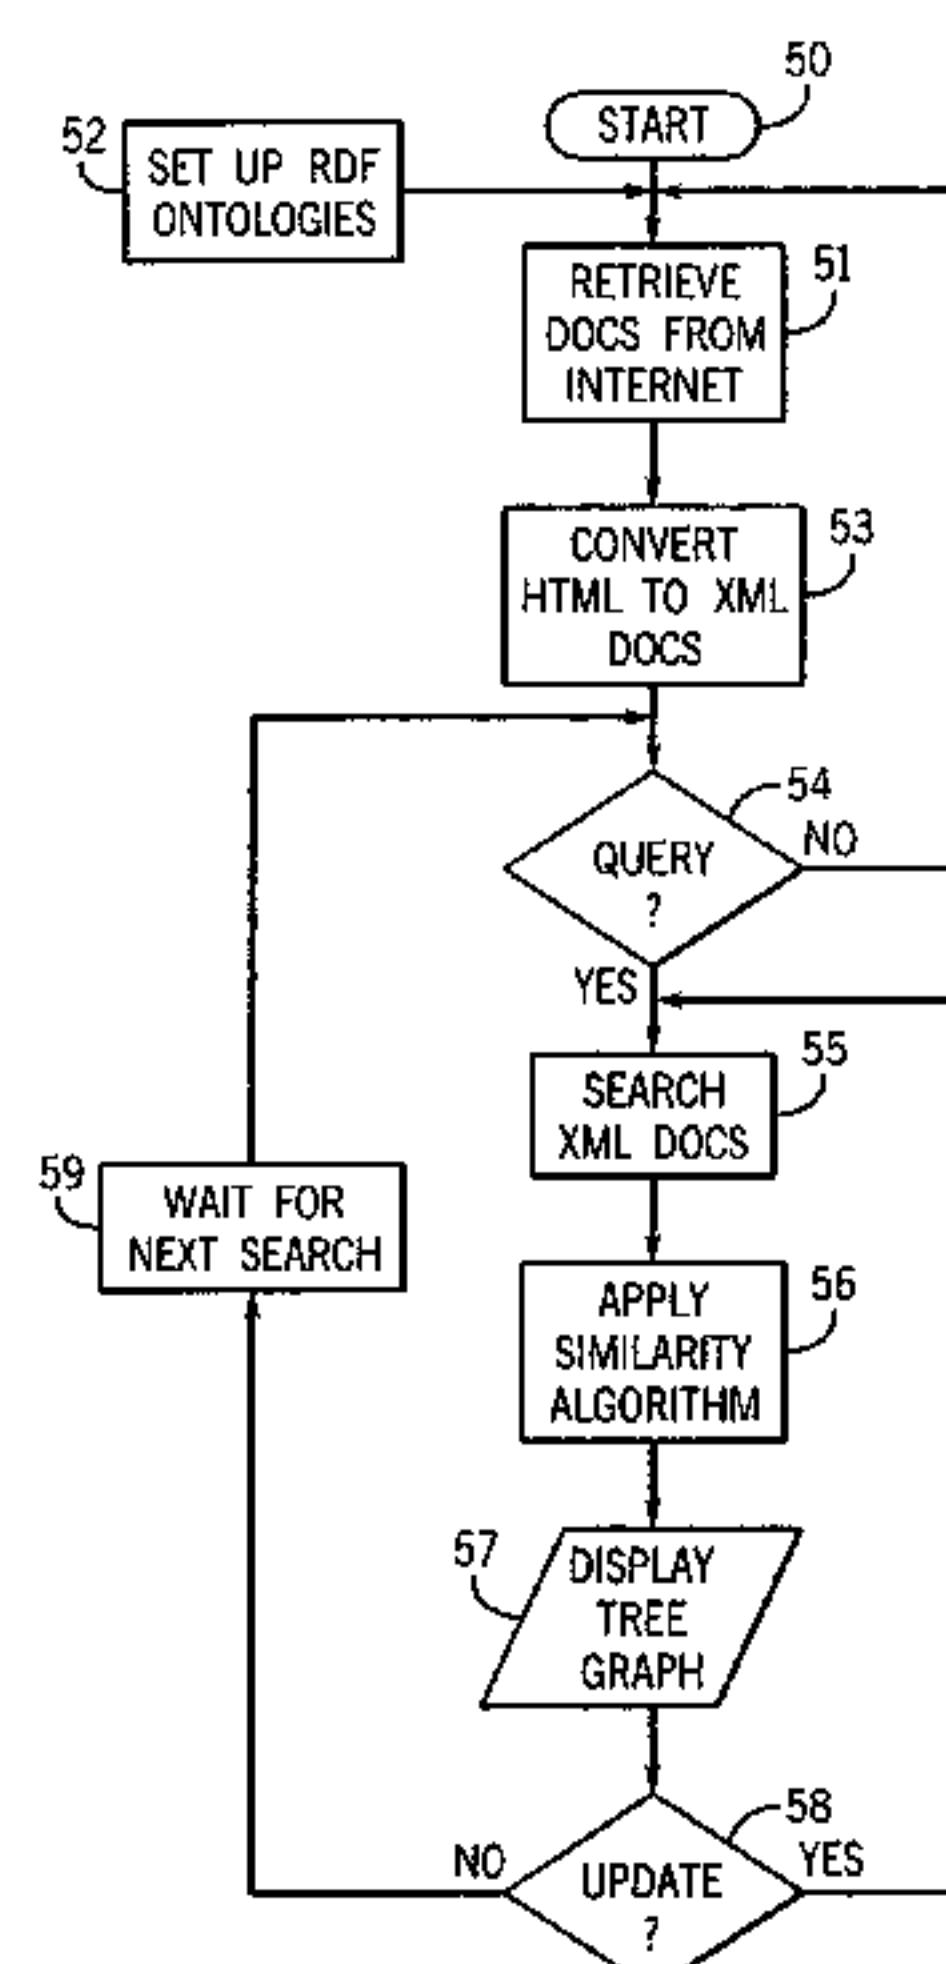 50
START
52
SET UP RDF
ONTOLOGIES
51
RETRIEVE
DOCS FROM
INTERNET
53
CONVERT
HTML TO XML
DOCS
54
QUERY
?
NO
YES
55
SEARCH
XML DOCS
59
WAIT FOR
NEXT SEARCH
56
APPLY
SIMILARITY
ALGORITHM
57
DISPLAY
TREE
GRAPH
58
NO
UPDATE
?
YES